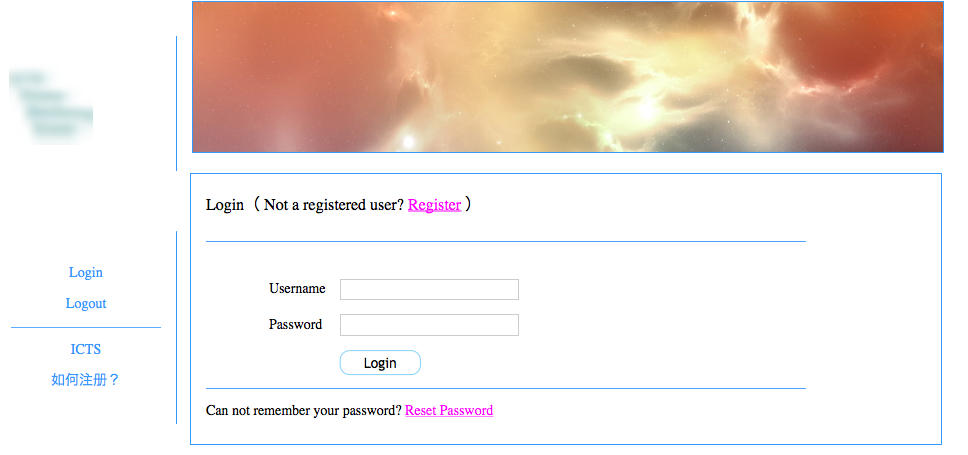 Login
Logout
ICTS
如何注册？
Login（ Not a registered user? Register ）
Username
Password
Login
Can not remember your password? Reset Password